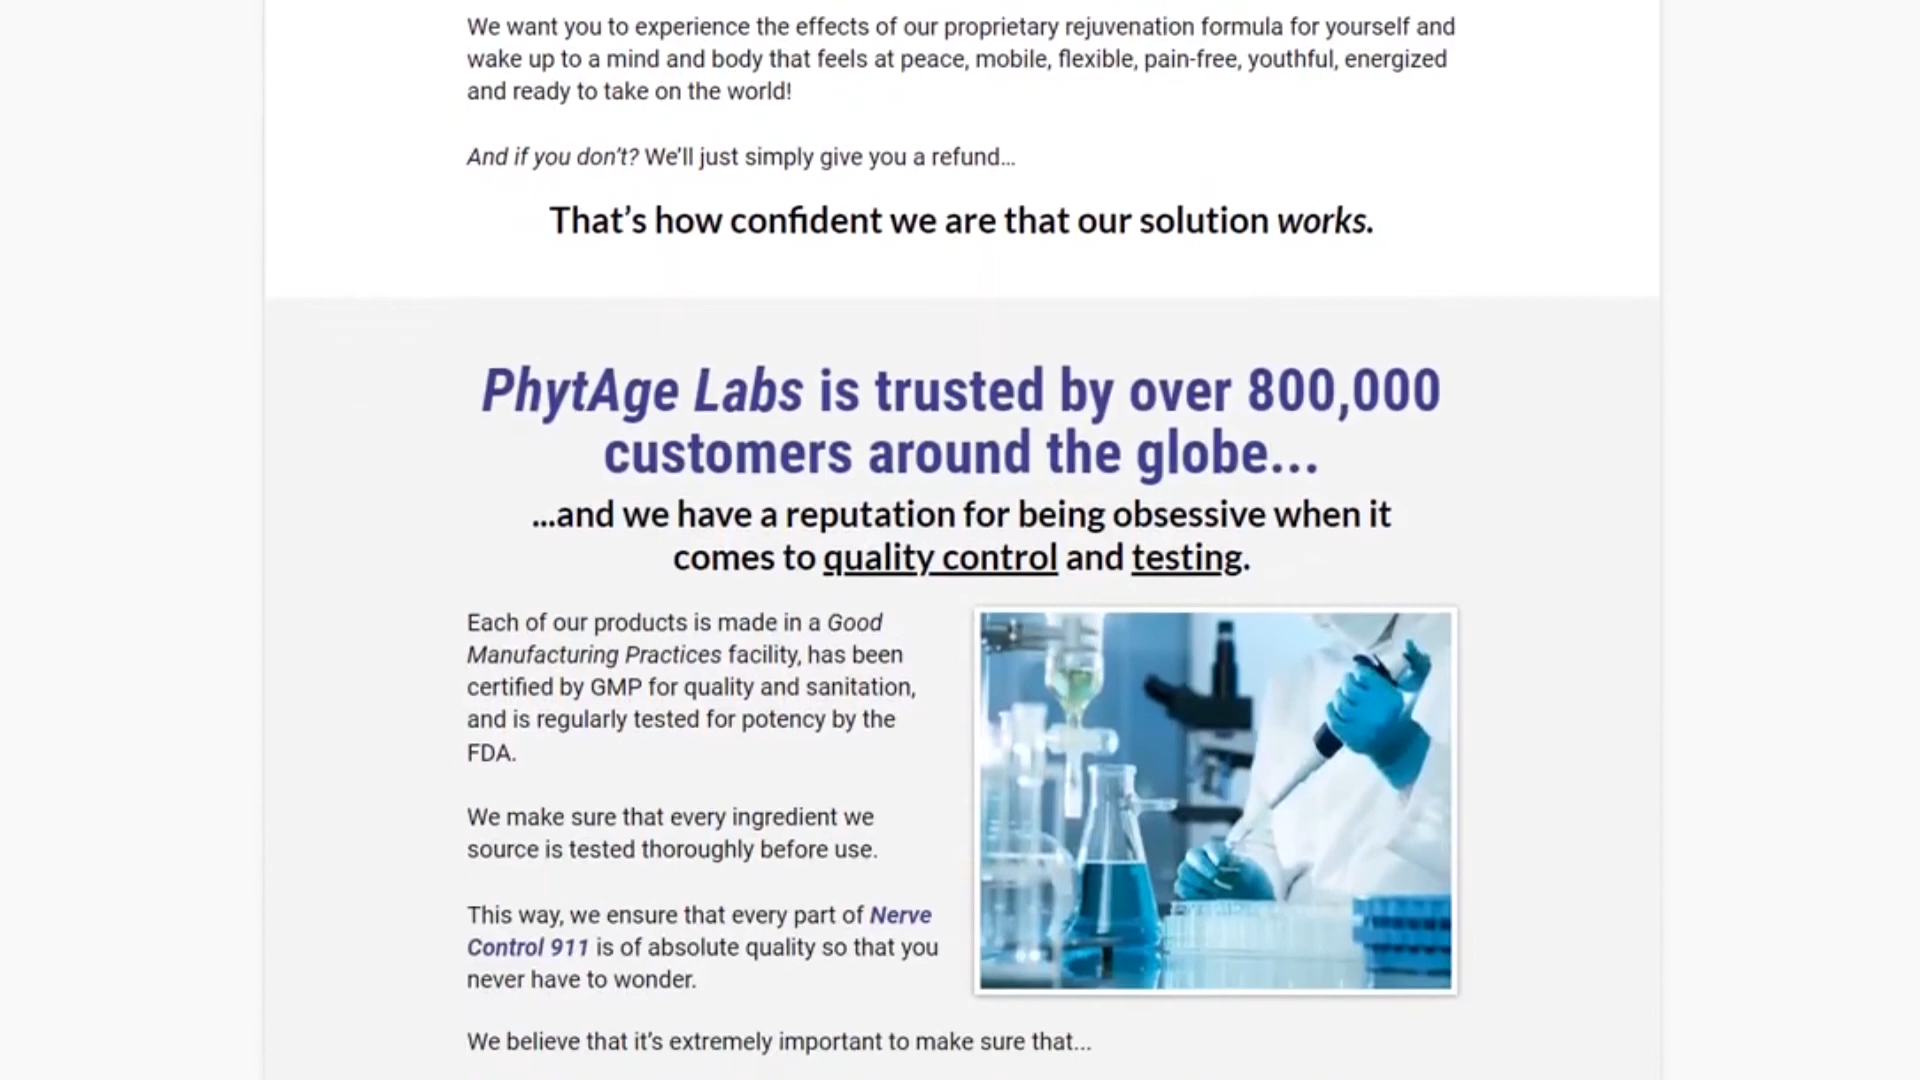 We want you to experience the effects of our proprietary rejuvenation formula for yourself and
wake up to a mind and body that feels at peace, mobile, flexible, pain-free, youthful, energized
and ready to take on the world!
And if you don't? We'll just simply give you a refund...
That's how confident we are that our solution works.
PhytAge Labs is trusted by over 800,000
customers around the globe...
...and we have a reputation for being obsessive when it
comes to quality control and testing.
Each of our products is made in a Good
Manufacturing Practices facility, has been
certified by GMP for quality and sanitation,
and is regularly tested for potency by the
FDA.
We make sure that every ingredient we
source is tested thoroughly before use.
This way, we ensure that every part of Nerve
Control 911 is of absolute quality so that you
never have to wonder.
We believe that it's extremely important to make sure that...